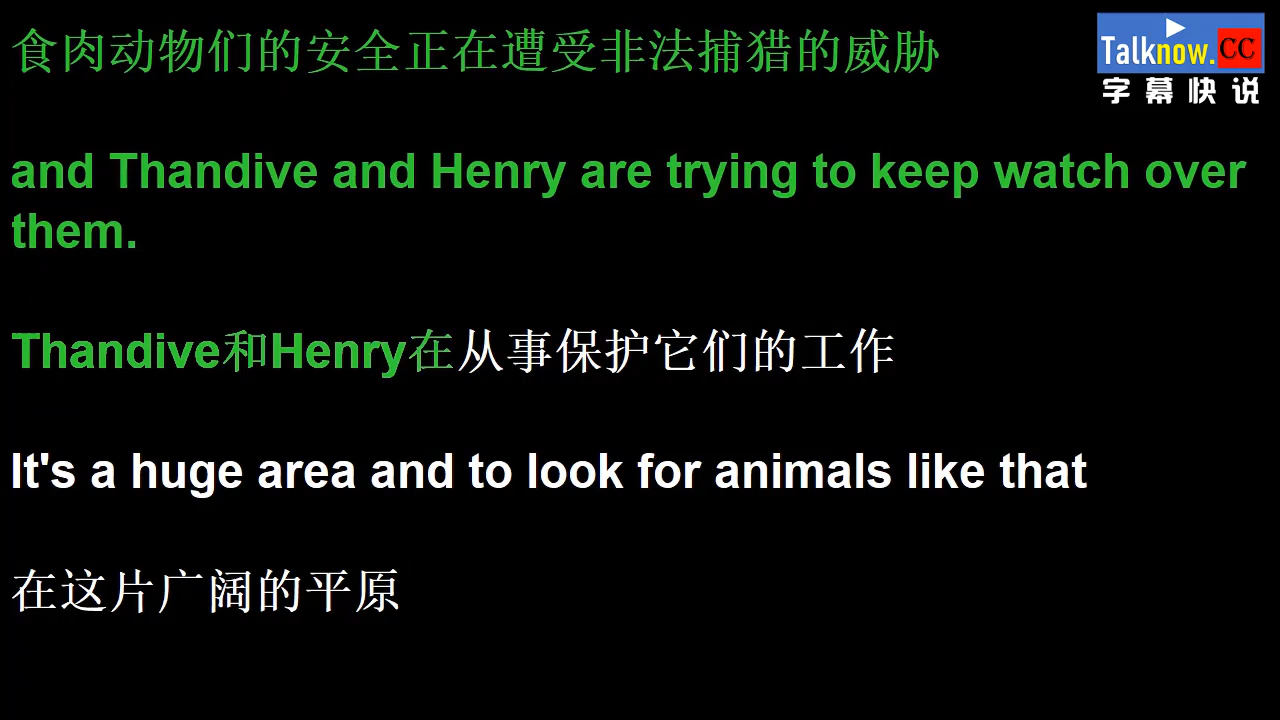 食肉动物们的安全正在遭受非法捕猎的威胁
Talknow.CC
字幕快说
and Thandive and Henry are trying to keep watch over
them.
Thandive和Henry在从事保护它们的工作
It's a huge area and to look for animals like that
在这片广阔的平原